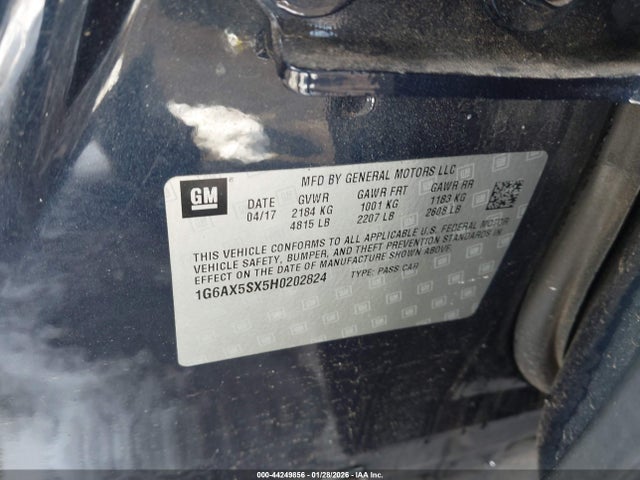 MFD BY GENERAL MOTORS LLC
GM
DATE GVWR GAWR FRT GAWR RR
04/17 2184 KG 1001 KG 1183 KG
4815 LB 2207 LB 2608 LB
THIS VEHICLE CONFORMS TO ALL APPLICABLE U.S. FEDERAL MOTOR
VEHICLE SAFETY, BUMPER, AND THEFT PREVENTION STANDARDS IN
EFFECT ON THE DATE OF MANUFACTURE SHOWN ABOVE.
1G6AX5SX5H0202824 TYPE: PASS CAR
000-44249856 - 01/28/2026 - IAA Inc.